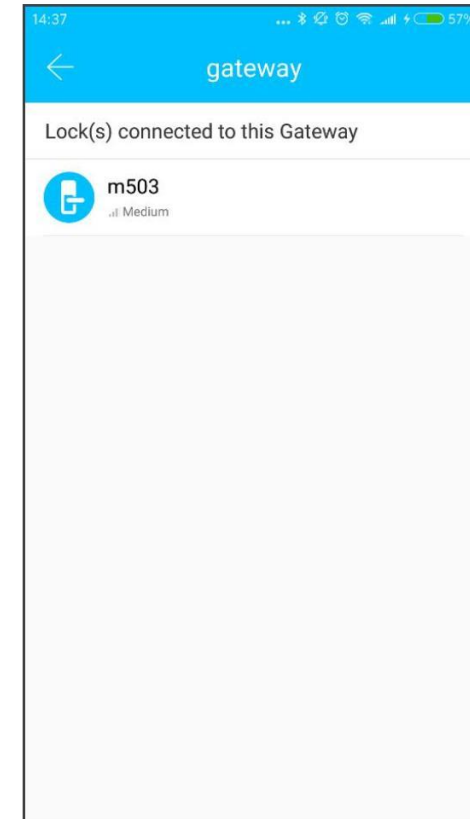 14:37
... 57%
gateway
Lock(s) connected to this Gateway
m503
Medium